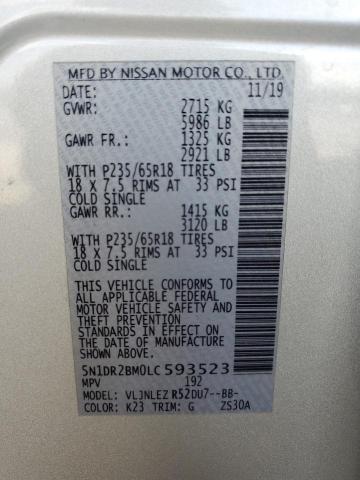 MFD BY NISSAN MOTOR CO., LTD.
DATE: 11/19
GVWR: 2715 KG
5986 LB
GAWR FR.: 1325 KG
2921 LB
WITH P235/65R18 TIRES
18 X 7.5 RIMS AT 33 PSI
COLD SINGLE
GAWR RR.: 1415 KG
3120 LB
WITH P235/65R18 TIRES
18 X 7.5 RIMS AT 33 PSI
COLD SINGLE
THIS VEHICLE CONFORMS TO
ALL APPLICABLE FEDERAL
MOTOR VEHICLE SAFETY AND
THEFT PREVENTION
STANDARDS IN EFFECT ON
THE DATE OF MANUFACTURE
SHOWN ABOVE.
5N1DR2BM0LC593523
MPV 192
MODEL: VLJNLEZ R52DU7--BB-
COLOR: K23 TRIM: G ZS30A